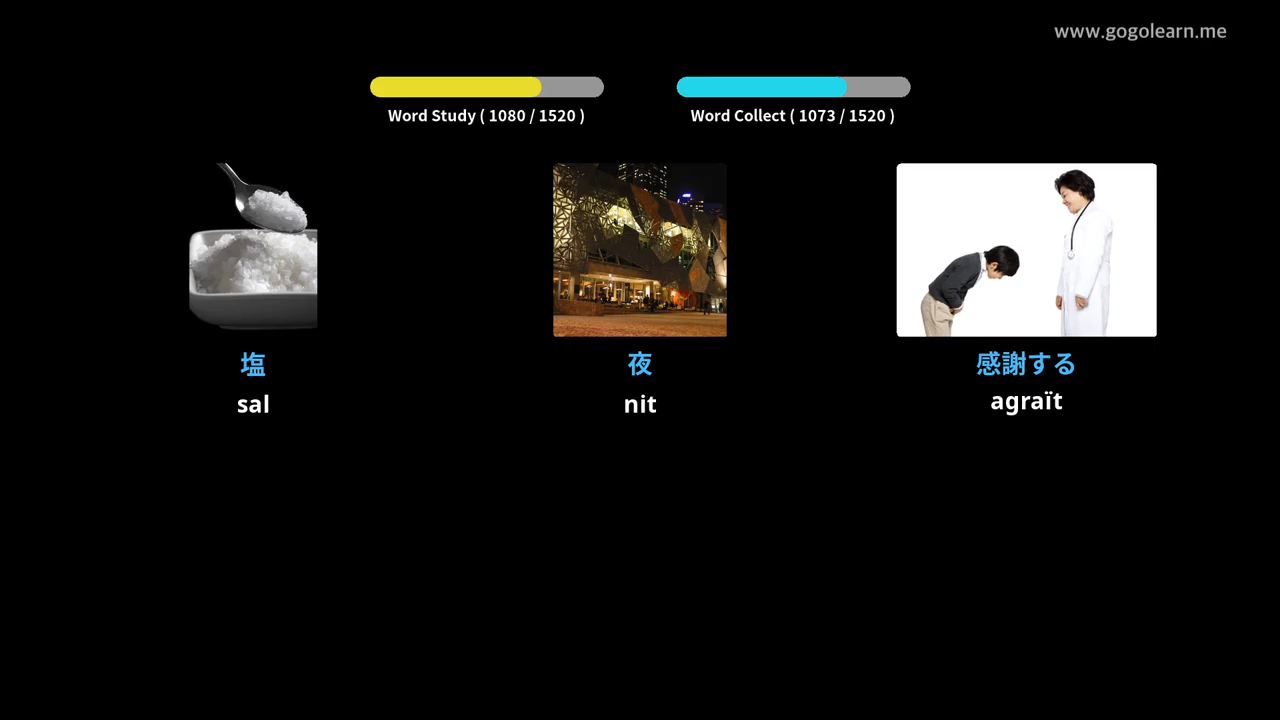 www.gogolearn.me
Word Study ( 1080 / 1520 )
Word Collect ( 1073 / 1520 )
塩
夜
感謝する
sal
nit
agraït